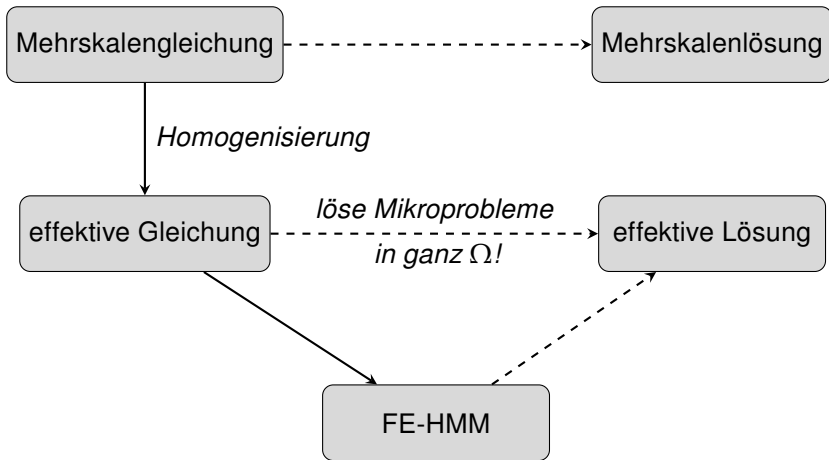 Mehrskalengleichung
Mehrskalenlösung
Homogenisierung
effektive Gleichung
löse Mikroprobleme
in ganz Ω!
effektive Lösung
FE-HMM